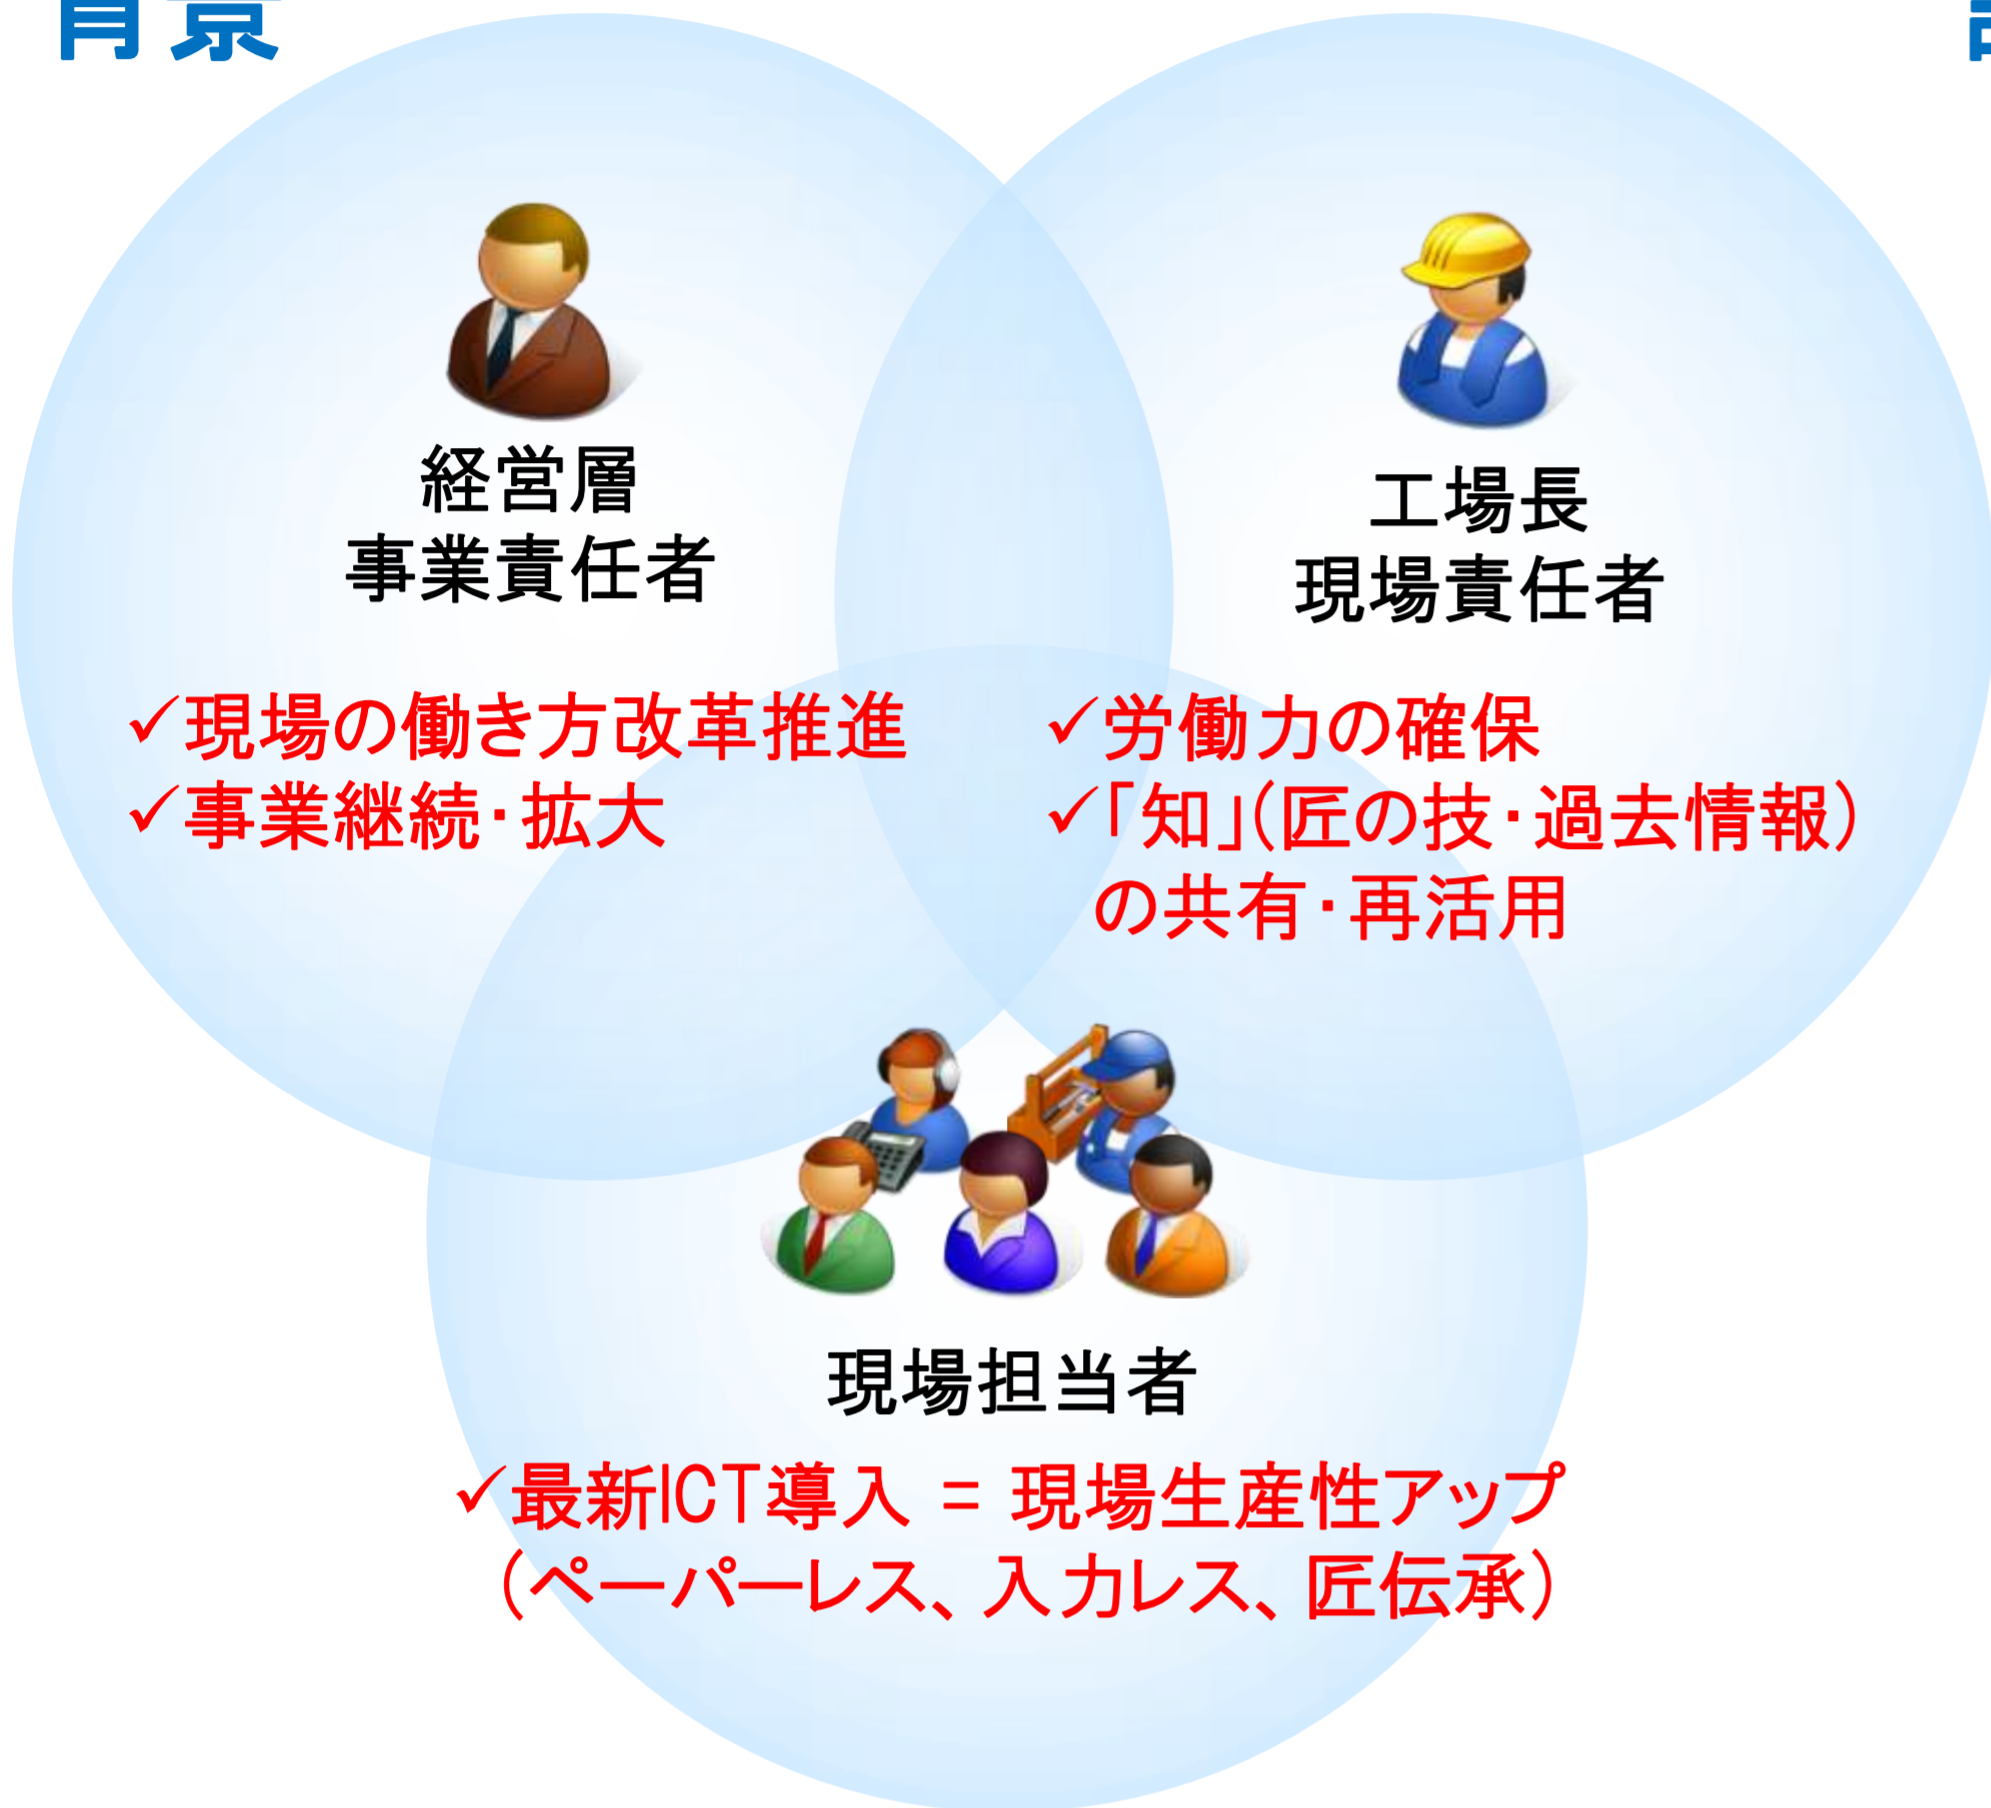 背景
経営層
事業責任者
✓現場の働き方改革推進
✓事業継続・拡大
工場長
現場責任者
✓労働力の確保
✓「知」(匠の技・過去情報)
の共有・再活用
現場担当者
✓最新ICT導入 = 現場生産性アップ
(ペーパーレス、入力レス、匠伝承)